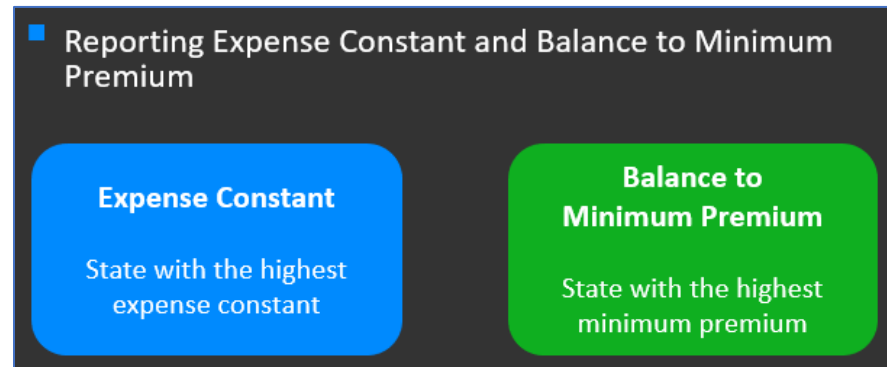 Reporting Expense Constant and Balance to Minimum
Premium
Expense Constant
State with the highest
expense constant
Balance to
Minimum Premium
State with the highest
minimum premium